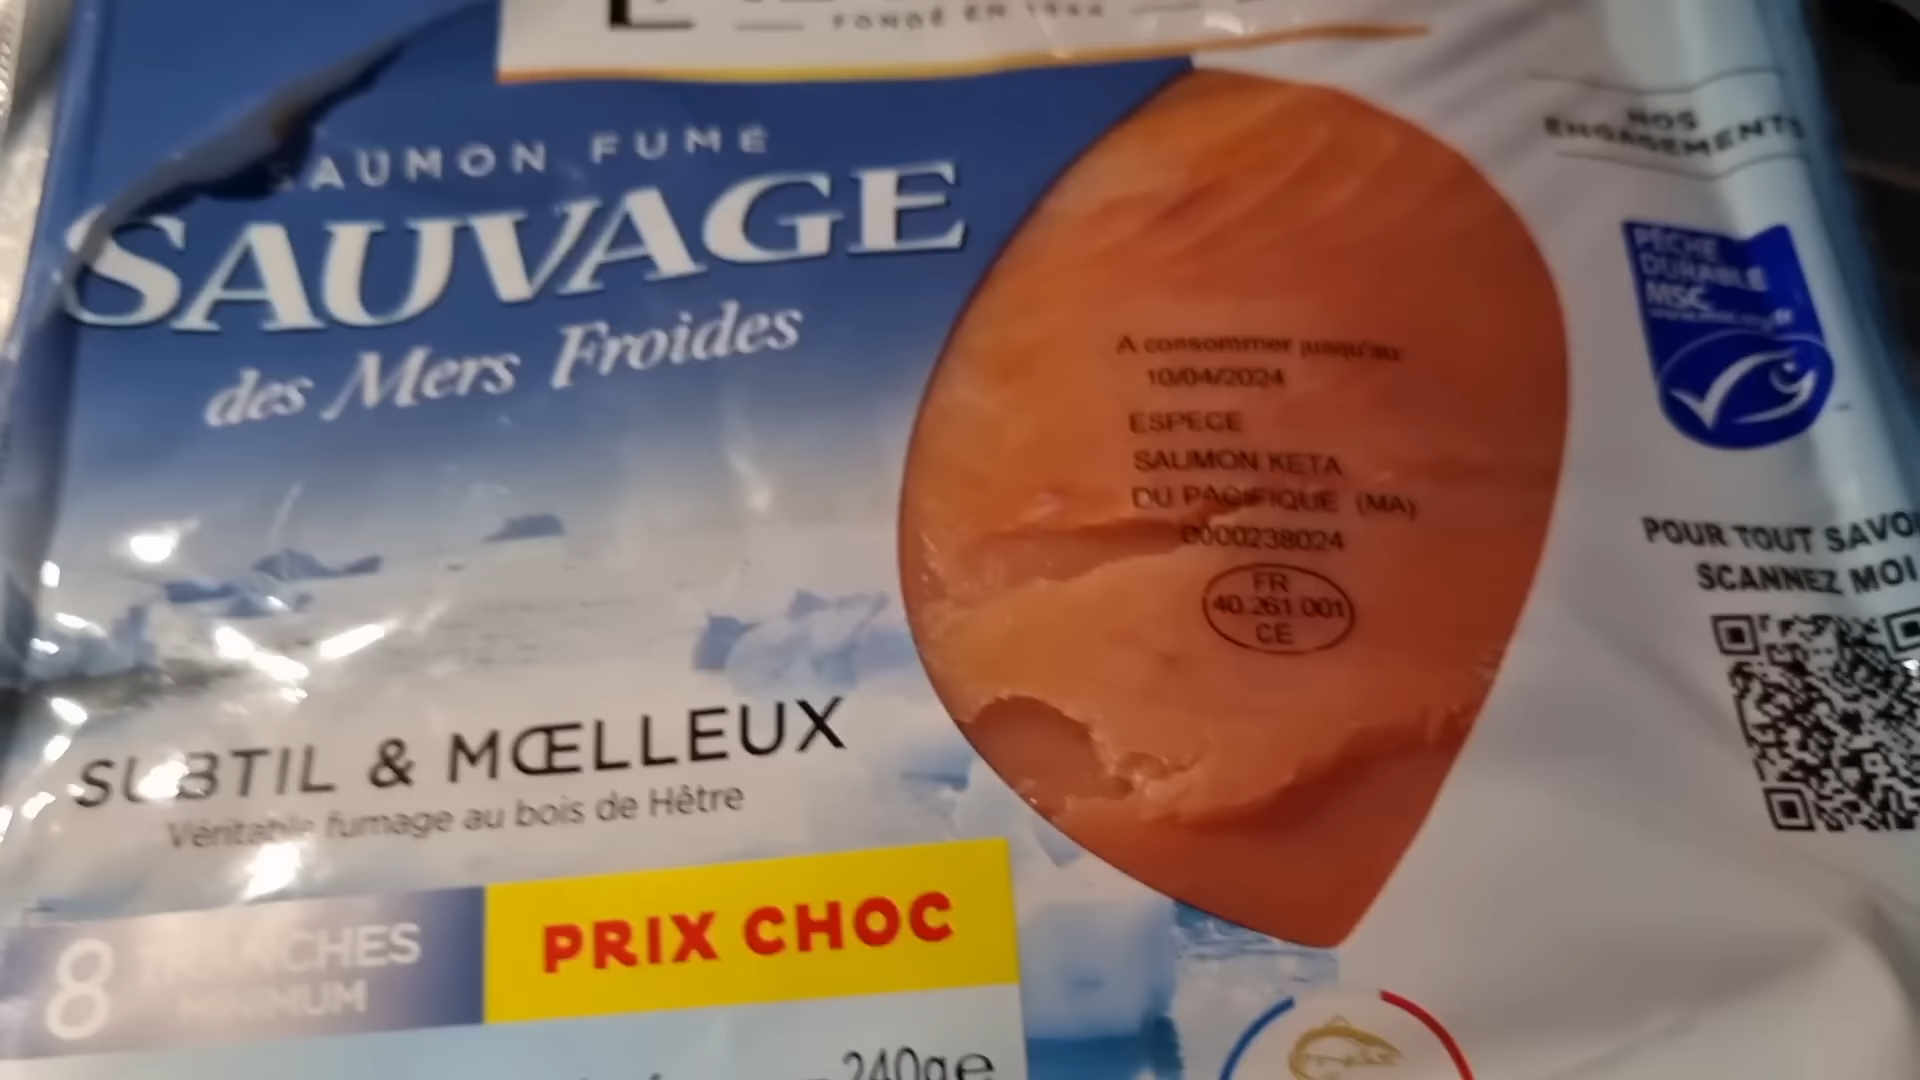 FONDÉ EN
SAUMON FUMÉ
SAUVAGE
des Mers Froides
A consommer jusqu'au
10/04/2024
ESPECE
SAUMON KETA
DU PACIFIQUE (MA)
0000238024
FR
40.261.001
CE
NOS
ENGAGEMENTS
PÊCHE
DURABLE
MSC
POUR TOUT
SCANNEZ MOI
SUBTIL & MŒLLEUX
Véritable fumage au bois de Hêtre
8 TRANCHES
MINIMUM
PRIX CHOC
240g e